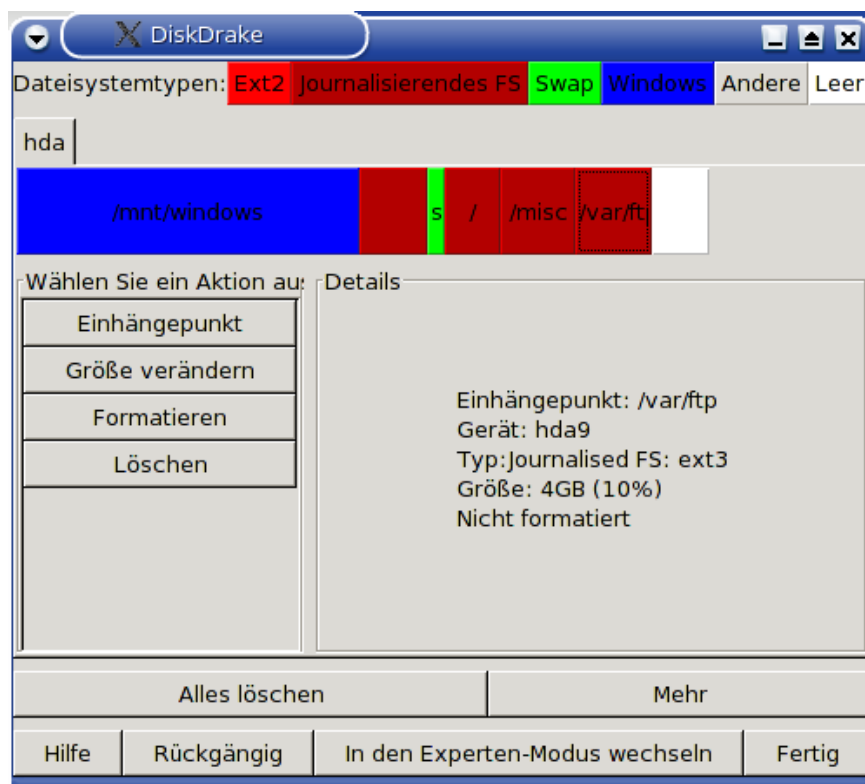 DiskDrake
Dateisystemtypen: Ext2 Journalisierendes FS Swap Windows Andere Leer
hda
/mnt/windows s / /misc /var/ftp
Wählen Sie ein Aktion aus
Details
Einhängepunkt
Größe verändern
Formatieren
Löschen
Einhängepunkt: /var/ftp
Gerät: hda9
Typ:Journalised FS: ext3
Größe: 4GB (10%)
Nicht formatiert
Alles löschen Mehr
Hilfe Rückgängig In den Experten-Modus wechseln Fertig